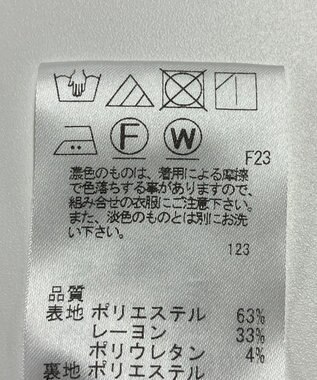 F W F23
濃色のものは、着用による摩擦
で色落ちする事がありますので、
組み合せの衣服にご注意下さい。
また、淡色のものとは別にお洗
い下さい。
123
品質
表地 ポリエステル 63%
レーヨン 33%
ポリウレタン 4%
裏地 ポリエステル